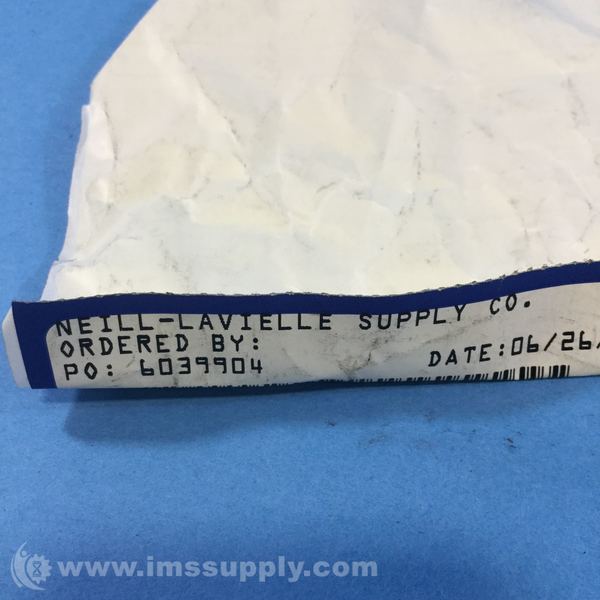 NEILL-LAVIELLE SUPPLY CO.
ORDERED BY:
PO: 6039904
DATE:06/26/
www.imssupply.com